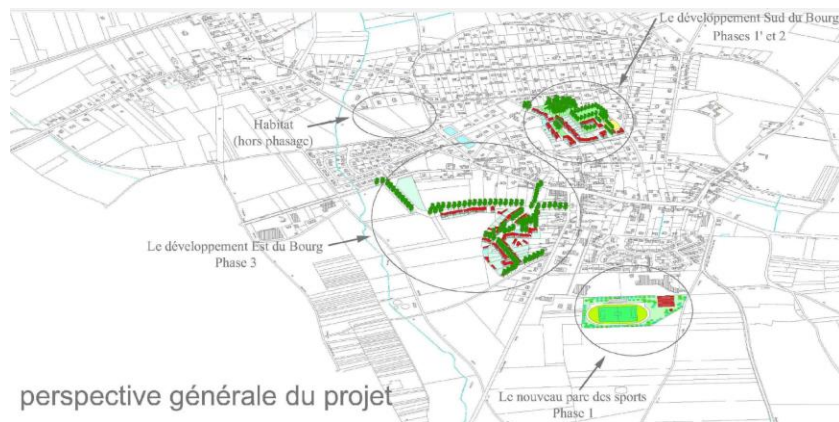 Le développement Sud du Bourg
Phases 1' et 2
Habitat
(hors phasage)
Le développement Est du Bourg
Phase 3
Le nouveau parc des sports
Phase 1
perspective générale du projet